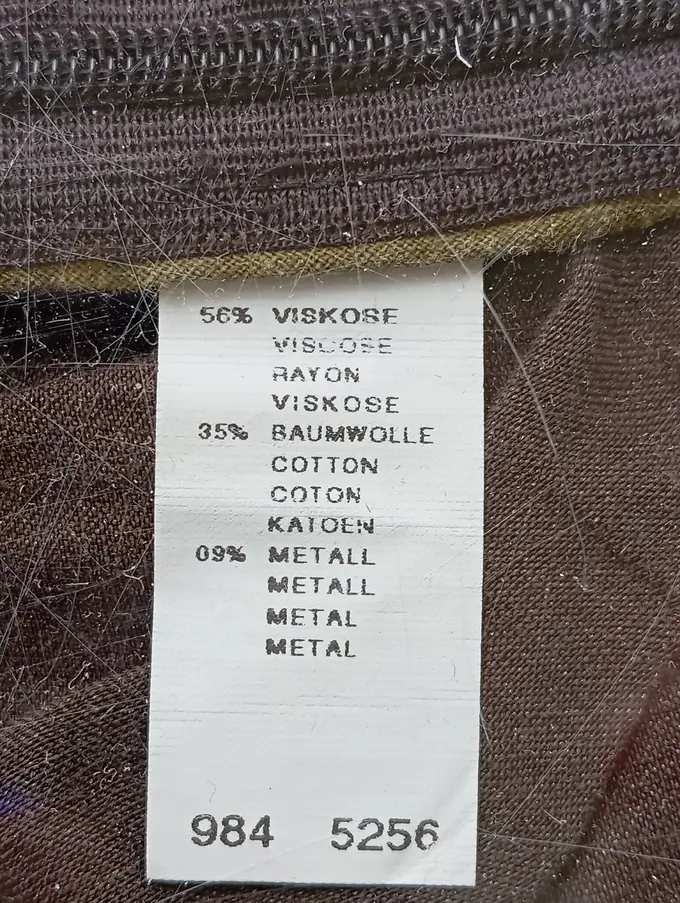 56% VISKOSE
VISCOSE
RAYON
VISKOSE
35% BAUMWOLLE
COTTON
COTON
KATOEN
09% METALL
METALL
METAL
METAL
984 5256